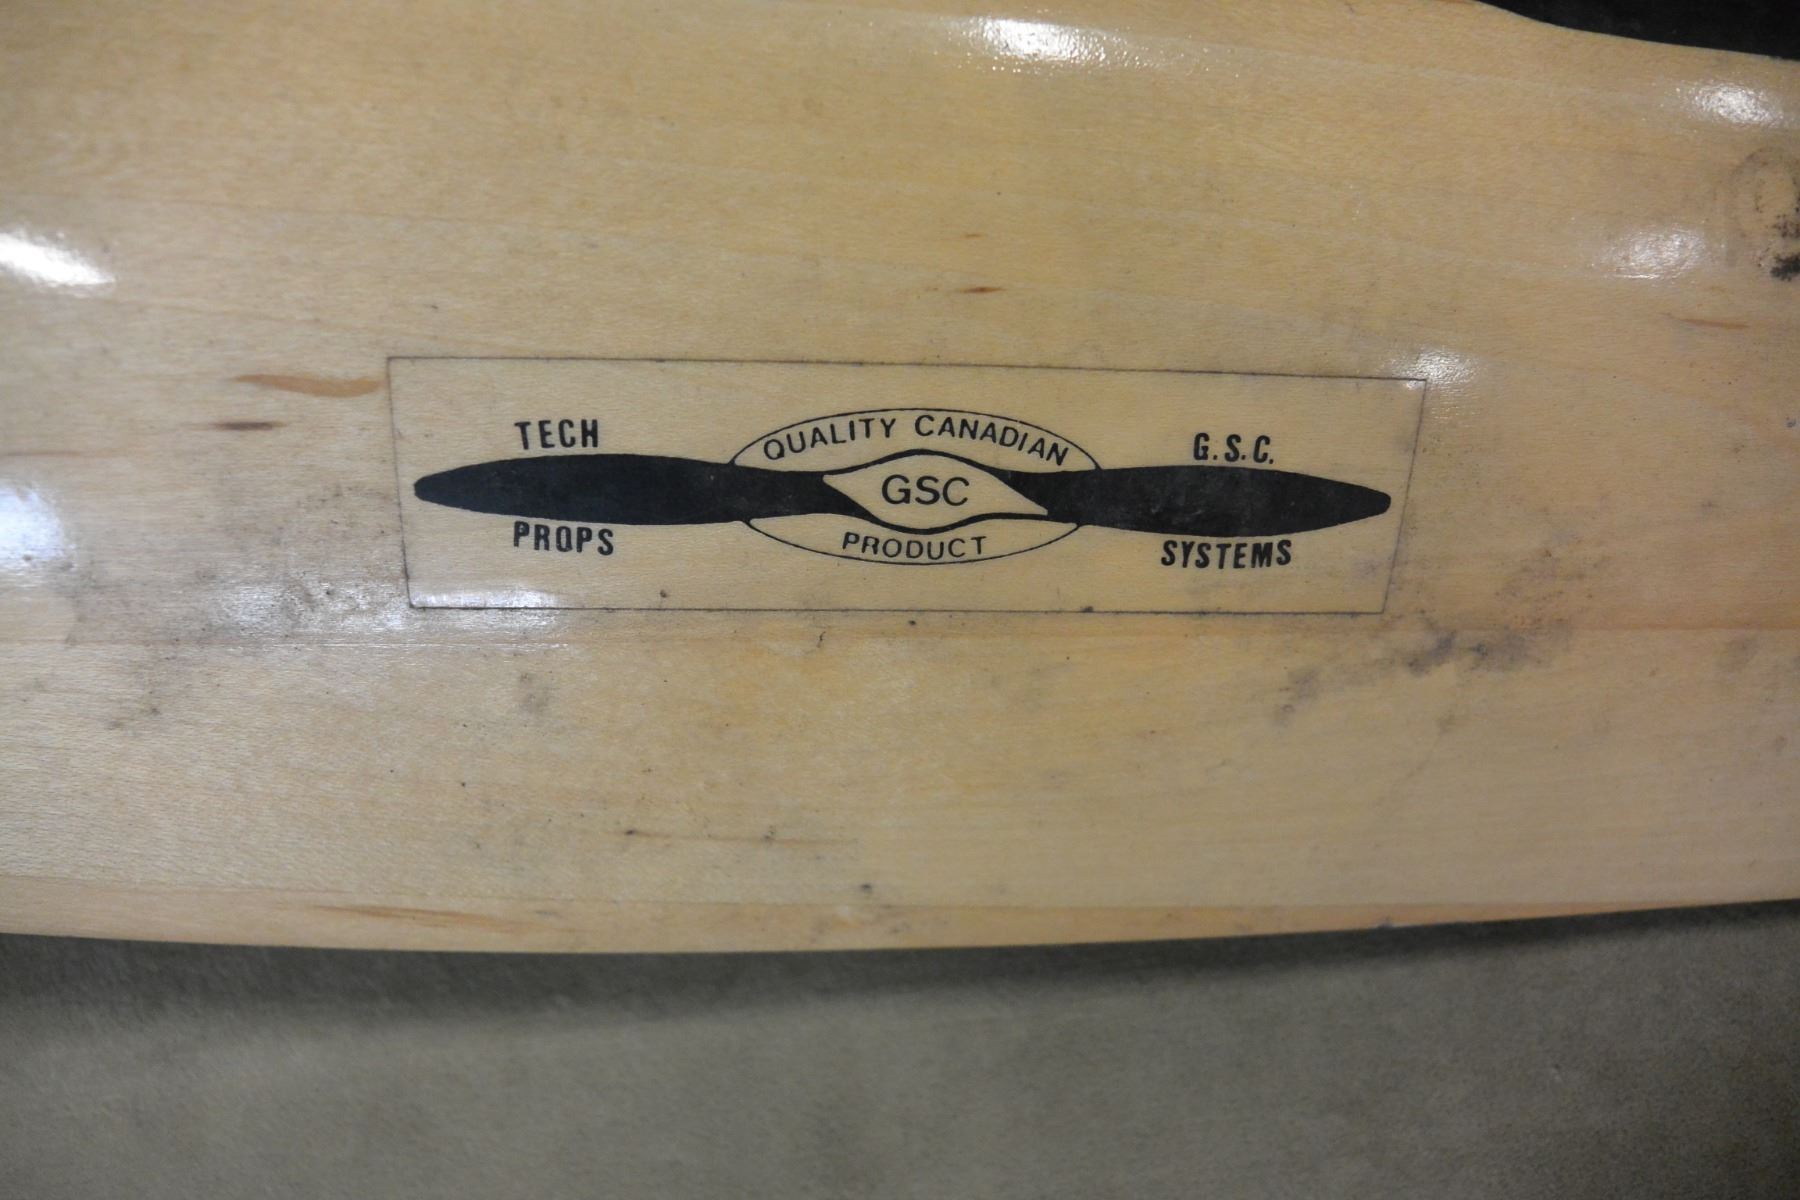 TECH
PROPS
QUALITY CANADIAN
GSC
PRODUCT
G.S.C.
SYSTEMS